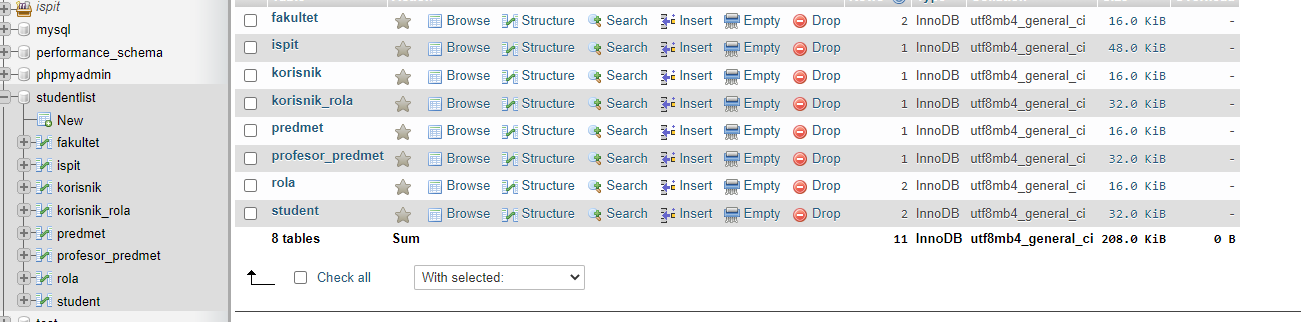 ispit
mysql
performance_schema
phpmyadmin
studentlist
New
fakultet
ispit
korisnik
korisnik_rola
predmet
profesor_predmet
rola
student
fakultet Browse Structure Search Insert Empty Drop 2 InnoDB utf8mb4_general_ci 16.0 KiB -
ispit Browse Structure Search Insert Empty Drop 1 InnoDB utf8mb4_general_ci 48.0 KiB -
korisnik Browse Structure Search Insert Empty Drop 1 InnoDB utf8mb4_general_ci 16.0 KiB -
korisnik_rola Browse Structure Search Insert Empty Drop 1 InnoDB utf8mb4_general_ci 32.0 KiB -
predmet Browse Structure Search Insert Empty Drop 1 InnoDB utf8mb4_general_ci 16.0 KiB -
profesor_predmet Browse Structure Search Insert Empty Drop 1 InnoDB utf8mb4_general_ci 32.0 KiB -
rola Browse Structure Search Insert Empty Drop 2 InnoDB utf8mb4_general_ci 16.0 KiB -
student Browse Structure Search Insert Empty Drop 2 InnoDB utf8mb4_general_ci 32.0 KiB -
8 tables Sum 11 InnoDB utf8mb4_general_ci 208.0 KiB 0 B
Check all With selected: